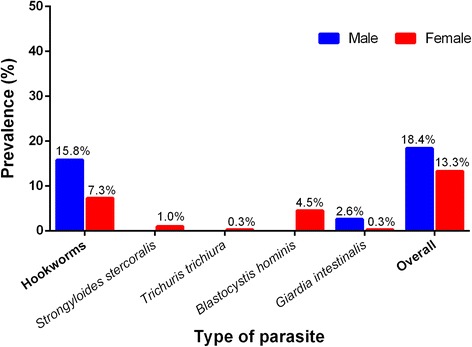 50
40
30
20
10
0
Prevalence (%)
Male
Female
15.8%
7.3%
1.0%
0.3%
4.5%
2.6%
0.3%
18.4%
13.3%
Hookworms
Strongyloides stercoralis
Trichuris trichiura
Blastocystis hominis
Giardia intestinalis
Overall
Type of parasite